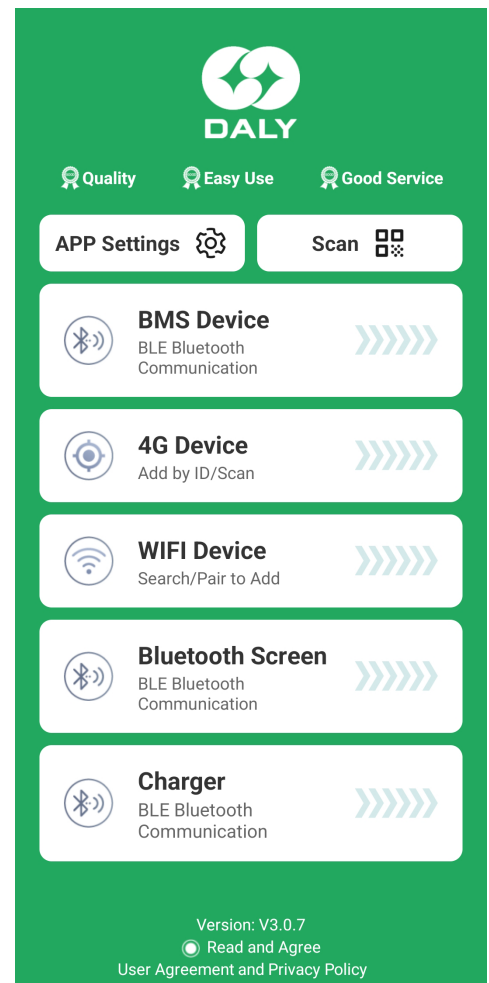 DALY
Quality Easy Use Good Service
APP Settings Scan
BMS Device
BLE Bluetooth
Communication
4G Device
Add by ID/Scan
WIFI Device
Search/Pair to Add
Bluetooth Screen
BLE Bluetooth
Communication
Charger
BLE Bluetooth
Communication
Version: V3.0.7
Read and Agree
User Agreement and Privacy Policy